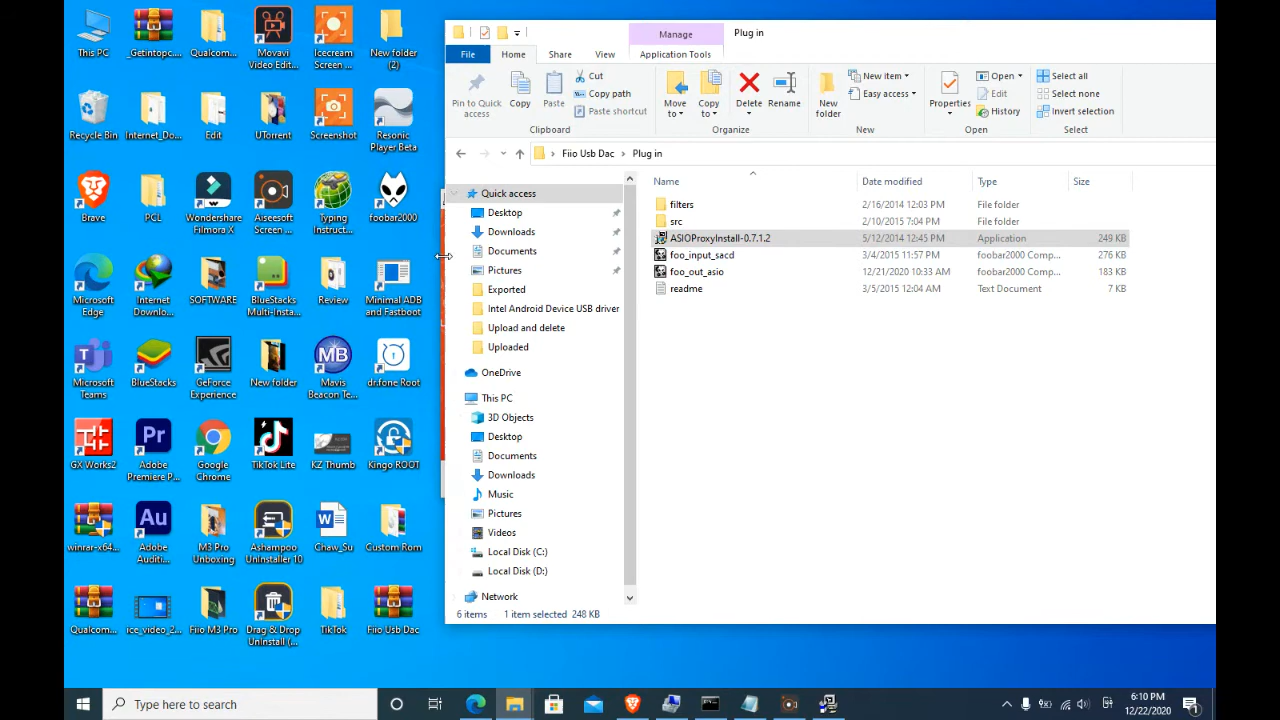 This PC
_Getintopc....
Qualcom...
Movavi
Video Edit...
Icecream
Screen ...
New folder
(2)
Recycle Bin
Internet_Do...
Edit
UTorrent
Screenshot
Resonic
Player Beta
Brave
PCL
Wondershare
Filmora X
Aiseesoft
Screen ...
Typing
Instruct...
foobar2000
Microsoft
Edge
Internet
Downlo...
SOFTWARE
BlueStacks
Multi-Insta...
Review
Minimal ADB
and Fastboot
Microsoft
Teams
BlueStacks
GeForce
Experience
New folder
MB
Mavis
Beacon Te...
dr.fone Root
GX Works2
Pr
Adobe
Premiere P...
Google
Chrome
TikTok Lite
KZ Thumb
Kingo ROOT
winrar-x64...
Au
Adobe
Auditi...
M3 Pro
Unboxing
Ashampoo
Uninstaller 10
Chaw_Su
Custom Rom
Qualcom...
ice_video_2...
Fiio M3 Pro
Drag & Drop
Uninstall (...
TikTok
Fiio Usb Dac
Manage
Plug in
File
Home
Share
View
Application Tools
Pin to Quick
access
Copy
Paste
Cut
Copy path
Paste shortcut
Clipboard
Move
to
Copy
to
Delete
Rename
Organize
New
folder
New item
Easy access
New
Properties
Open
Edit
History
Open
Select all
Select none
Invert selection
Select
Fiio Usb Dac > Plug in
Quick access
Desktop
Downloads
Documents
Pictures
Exported
Intel Android Device USB driver
Upload and delete
Uploaded
OneDrive
This PC
3D Objects
Desktop
Documents
Downloads
Music
Pictures
Videos
Local Disk (C:)
Local Disk (D:)
Network
Name Date modified Type Size
filters 2/16/2014 12:03 PM File folder
src 2/10/2015 7:04 PM File folder
ASIOProxyInstall-0.7.1.2 5/12/2014 12:45 PM Application 249 KB
foo_input_sacd 3/4/2015 11:57 PM foobar2000 Comp... 276 KB
foo_out_asio 12/21/2020 10:33 AM foobar2000 Comp... 183 KB
readme 3/5/2015 12:04 AM Text Document 7 KB
6 items 1 item selected 248 KB
Type here to search
6:10 PM
12/22/2020